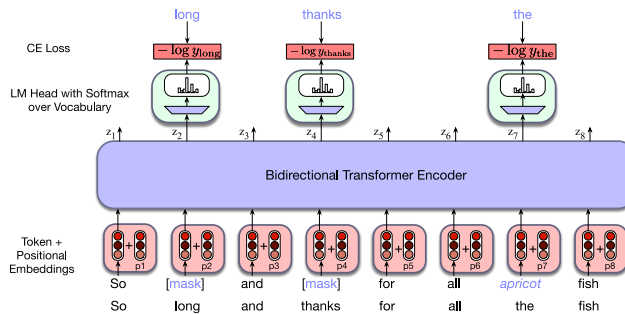 long thanks the
CE Loss − log y_long − log y_thanks − log y_the
LM Head with Softmax
over Vocabulary
z1 z2 z3 z4 z5 z6 z7 z8
Bidirectional Transformer Encoder
Token +
Positional
Embeddings
+ + + + + + + +
p1 p2 p3 p4 p5 p6 p7 p8
So [mask] and [mask] for all apricot fish
So long and thanks for all the fish